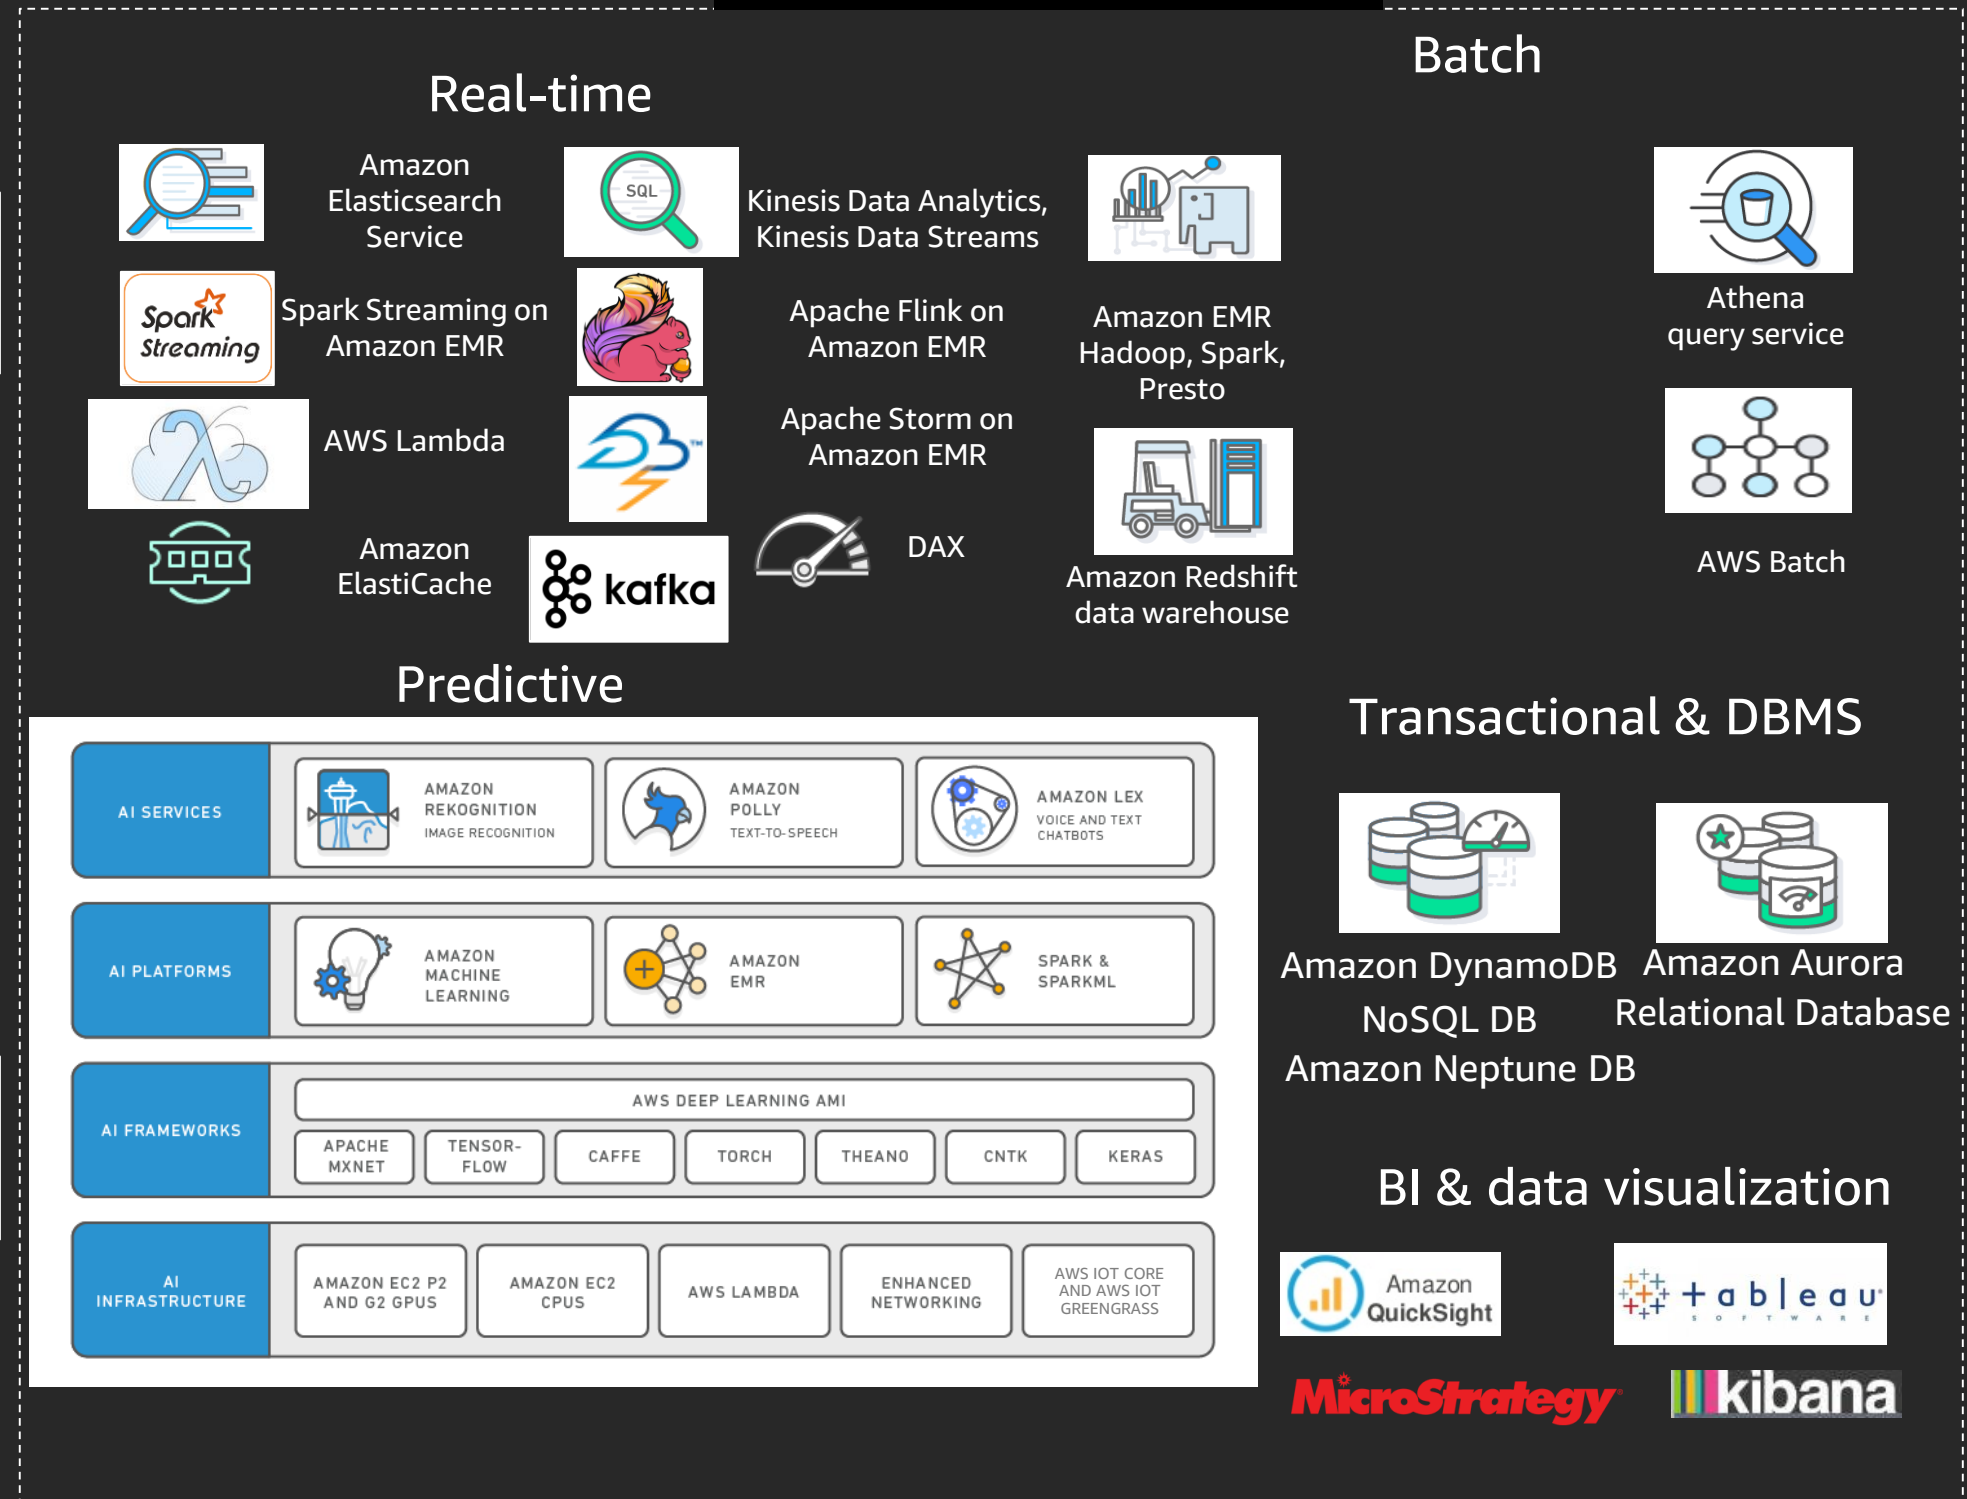 Real-time
Batch
Amazon
Elasticsearch
Service
SQL
Kinesis Data Analytics,
Kinesis Data Streams
Spark
Streaming
Spark Streaming on
Amazon EMR
Apache Flink on
Amazon EMR
Amazon EMR
Hadoop, Spark,
Presto
Athena
query service
AWS Lambda
TM
Apache Storm on
Amazon EMR
Amazon
ElastiCache
kafka
DAX
Amazon Redshift
data warehouse
AWS Batch
Predictive
AI SERVICES
AMAZON
REKOGNITION
IMAGE RECOGNITION
AMAZON
POLLY
TEXT-TO-SPEECH
AMAZON LEX
VOICE AND TEXT
CHATBOTS
AI PLATFORMS
AMAZON
MACHINE
LEARNING
AMAZON
EMR
SPARK &
SPARKML
AI FRAMEWORKS
AWS DEEP LEARNING AMI
APACHE
MXNET
TENSOR-
FLOW
CAFFE
TORCH
THEANO
CNTK
KERAS
AI
INFRASTRUCTURE
AMAZON EC2 P2
AND G2 GPUS
AMAZON EC2
CPUS
AWS LAMBDA
ENHANCED
NETWORKING
AWS IOT CORE
AND AWS IOT
GREENGRASS
Transactional & DBMS
Amazon DynamoDB
NoSQL DB
Amazon Neptune DB
Amazon Aurora
Relational Database
BI & data visualization
Amazon
QuickSight
tableau
SOFTWARE
MicroStrategy
kibana